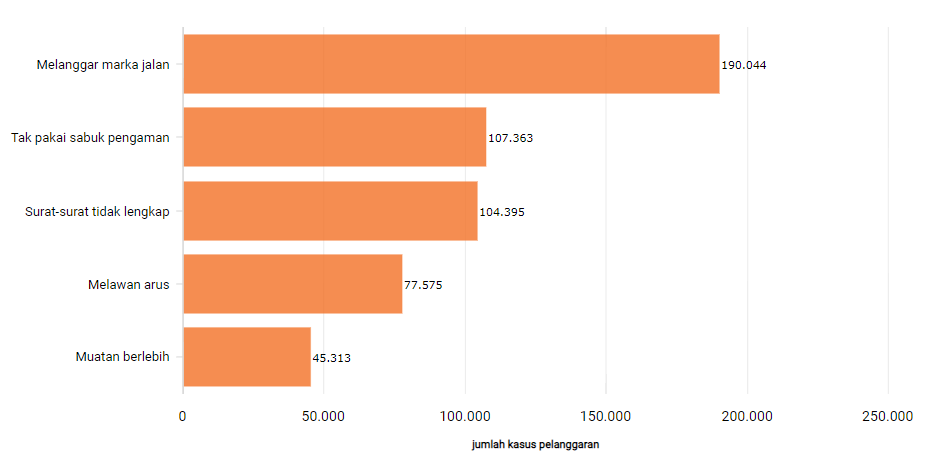 Melanggar marka jalan 190.044
Tak pakai sabuk pengaman 107.363
Surat-surat tidak lengkap 104.395
Melawan arus 77.575
Muatan berlebih 45.313
0 50.000 100.000 150.000 200.000 250.000
jumlah kasus pelanggaran